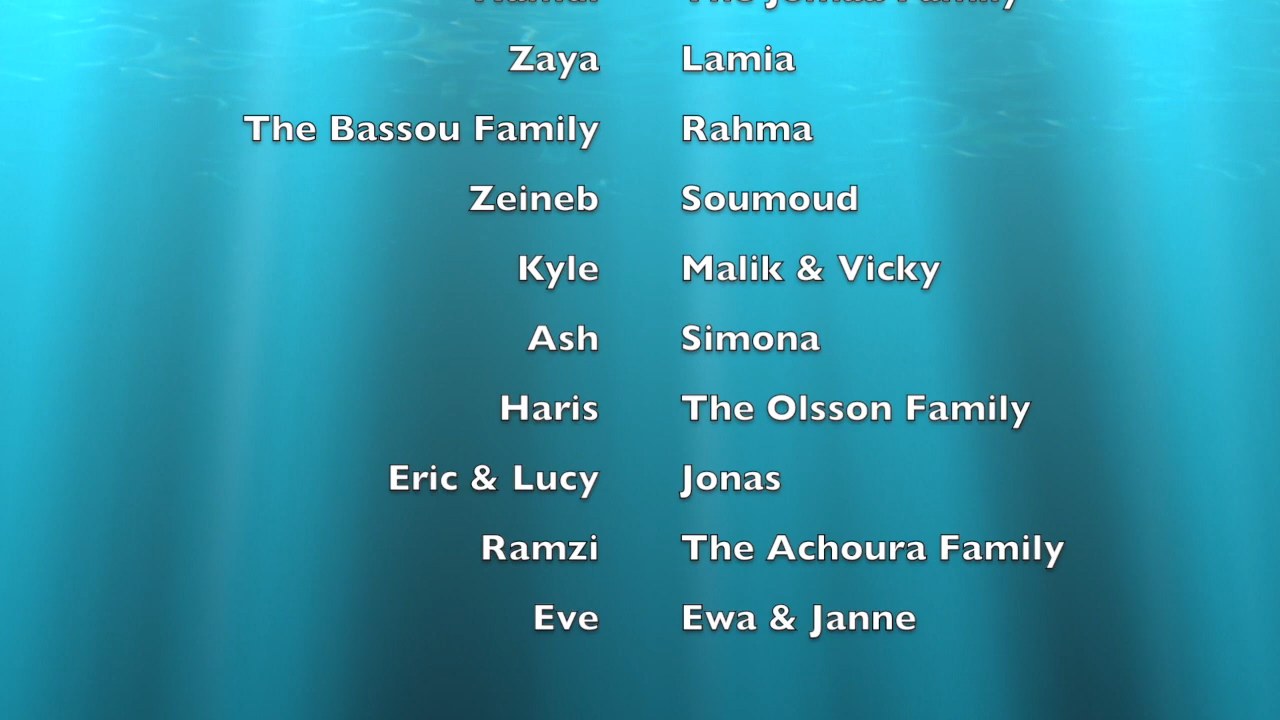 Zaya Lamia
The Bassou Family Rahma
Zeineb Soumoud
Kyle Malik & Vicky
Ash Simona
Haris The Olsson Family
Eric & Lucy Jonas
Ramzi The Achoura Family
Eve Ewa & Janne